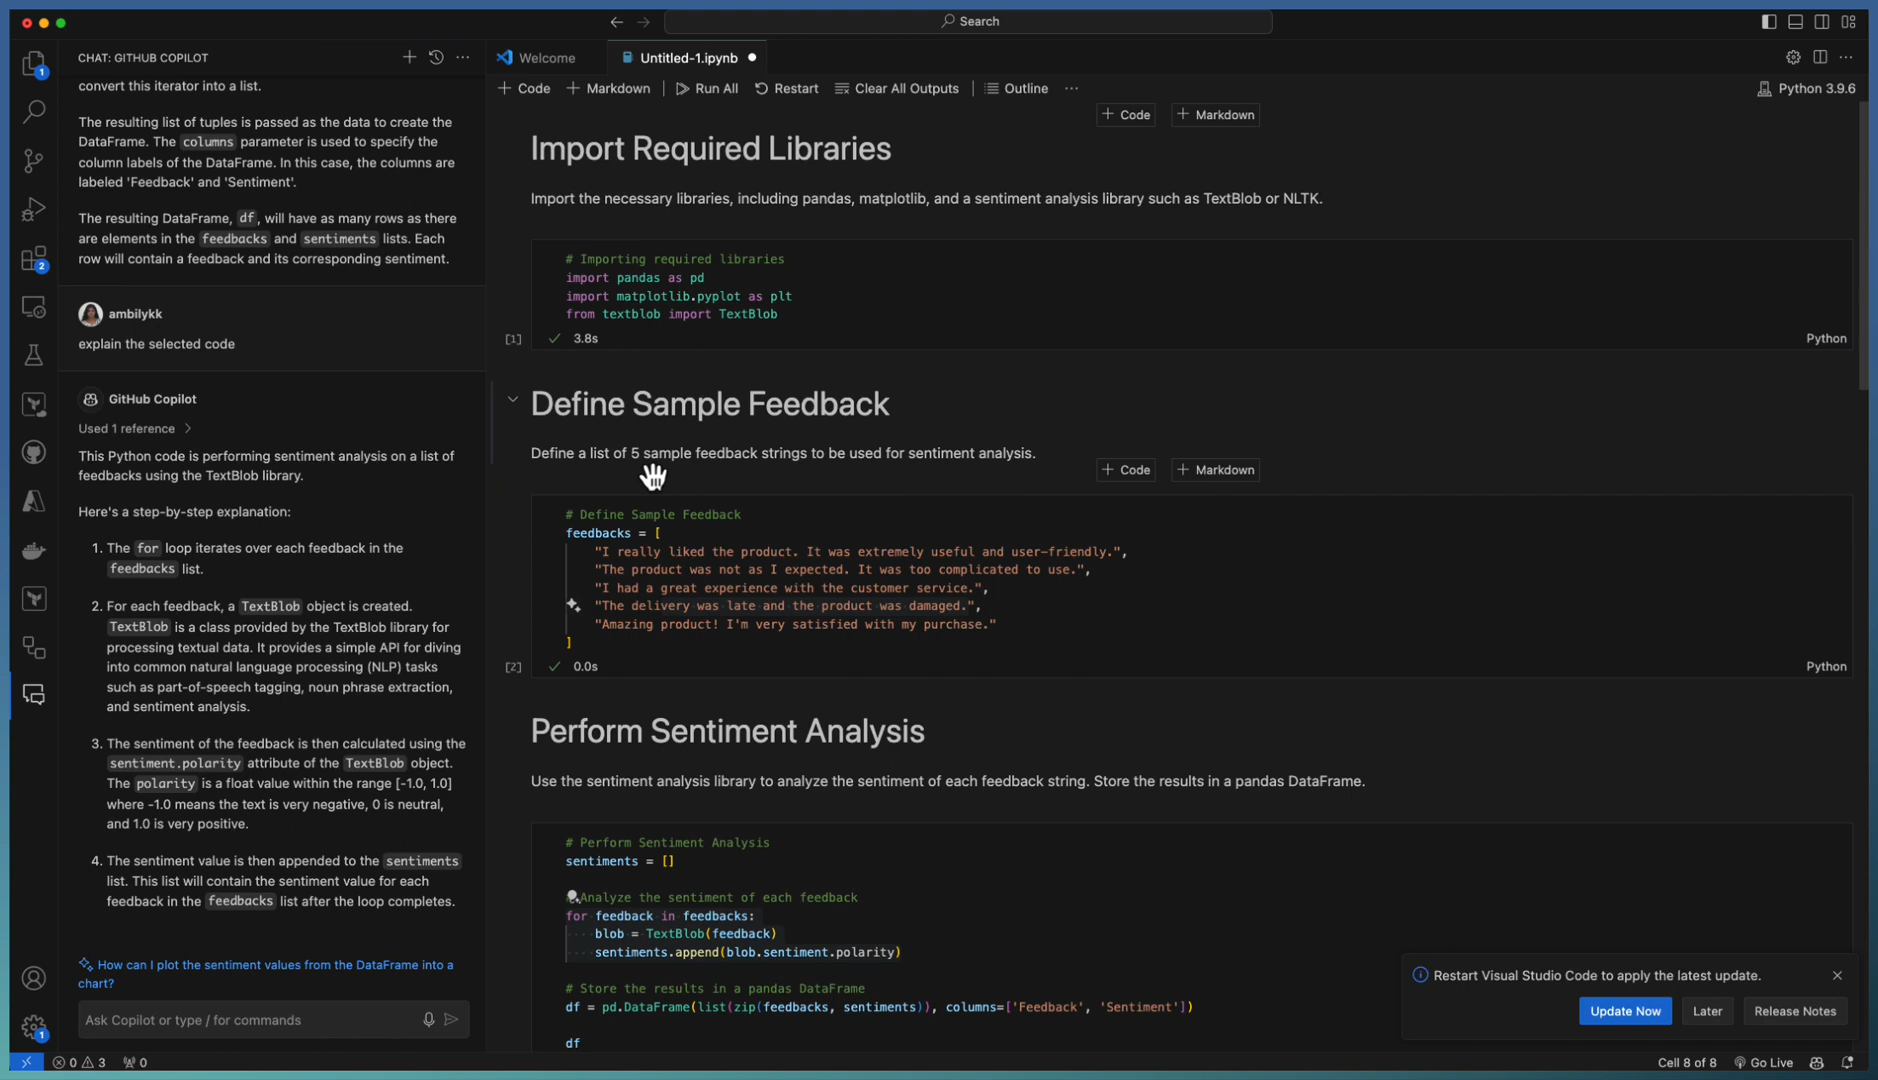 Search
CHAT: GITHUB COPILOT
convert this iterator into a list.
The resulting list of tuples is passed as the data to create the
DataFrame. The columns parameter is used to specify the
column labels of the DataFrame. In this case, the columns are
labeled 'Feedback' and 'Sentiment'.
The resulting DataFrame, df, will have as many rows as there
are elements in the feedbacks and sentiments lists. Each
row will contain a feedback and its corresponding sentiment.
ambilykk
explain the selected code
GitHub Copilot
Used 1 reference
This Python code is performing sentiment analysis on a list of
feedbacks using the TextBlob library.
Here's a step-by-step explanation:
1. The for loop iterates over each feedback in the
feedbacks list.
2. For each feedback, a TextBlob object is created.
TextBlob is a class provided by the TextBlob library for
processing textual data. It provides a simple API for diving
into common natural language processing (NLP) tasks
such as part-of-speech tagging, noun phrase extraction,
and sentiment analysis.
3. The sentiment of the feedback is then calculated using the
sentiment.polarity attribute of the TextBlob object.
The polarity is a float value within the range [-1.0, 1.0]
where -1.0 means the text is very negative, 0 is neutral,
and 1.0 is very positive.
4. The sentiment value is then appended to the sentiments
list. This list will contain the sentiment value for each
feedback in the feedbacks list after the loop completes.
How can I plot the sentiment values from the DataFrame into a
chart?
Ask Copilot or type / for commands
1
2
1
Welcome
Untitled-1.ipynb
+ Code + Markdown | Run All Restart Clear All Outputs | Outline ...
Python 3.9.6
+ Code + Markdown
Import Required Libraries
Import the necessary libraries, including pandas, matplotlib, and a sentiment analysis library such as TextBlob or NLTK.
# Importing required libraries
import pandas as pd
import matplotlib.pyplot as plt
from textblob import TextBlob
[1] 3.8s Python
Define Sample Feedback
Define a list of 5 sample feedback strings to be used for sentiment analysis.
+ Code + Markdown
# Define Sample Feedback
feedbacks = [
"I really liked the product. It was extremely useful and user-friendly.",
"The product was not as I expected. It was too complicated to use.",
"I had a great experience with the customer service.",
"The delivery was late and the product was damaged.",
"Amazing product! I'm very satisfied with my purchase."
]
[2] 0.0s Python
Perform Sentiment Analysis
Use the sentiment analysis library to analyze the sentiment of each feedback string. Store the results in a pandas DataFrame.
# Perform Sentiment Analysis
sentiments = []
Analyze the sentiment of each feedback
for feedback in feedbacks:
blob = TextBlob(feedback)
sentiments.append(blob.sentiment.polarity)
# Store the results in a pandas DataFrame
df = pd.DataFrame(list(zip(feedbacks, sentiments)), columns=['Feedback', 'Sentiment'])
df
Restart Visual Studio Code to apply the latest update.
Update Now Later Release Notes
0 3 0
Cell 8 of 8 Go Live